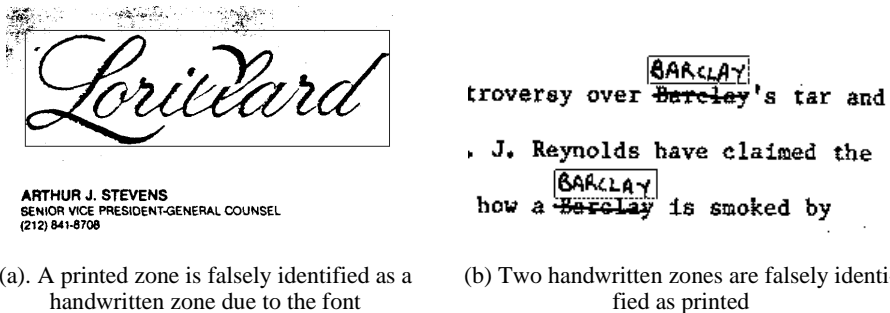 Lorillard
ARTHUR J. STEVENS
SENIOR VICE PRESIDENT-GENERAL COUNSEL
(212) 841-8708
(a). A printed zone is falsely identified as a
handwritten zone due to the font
BARCLAY
troversy over Barclay's tar and
. J. Reynolds have claimed the
BARCLAY
how a Barclay is smoked by
(b) Two handwritten zones are falsely identi
fied as printed